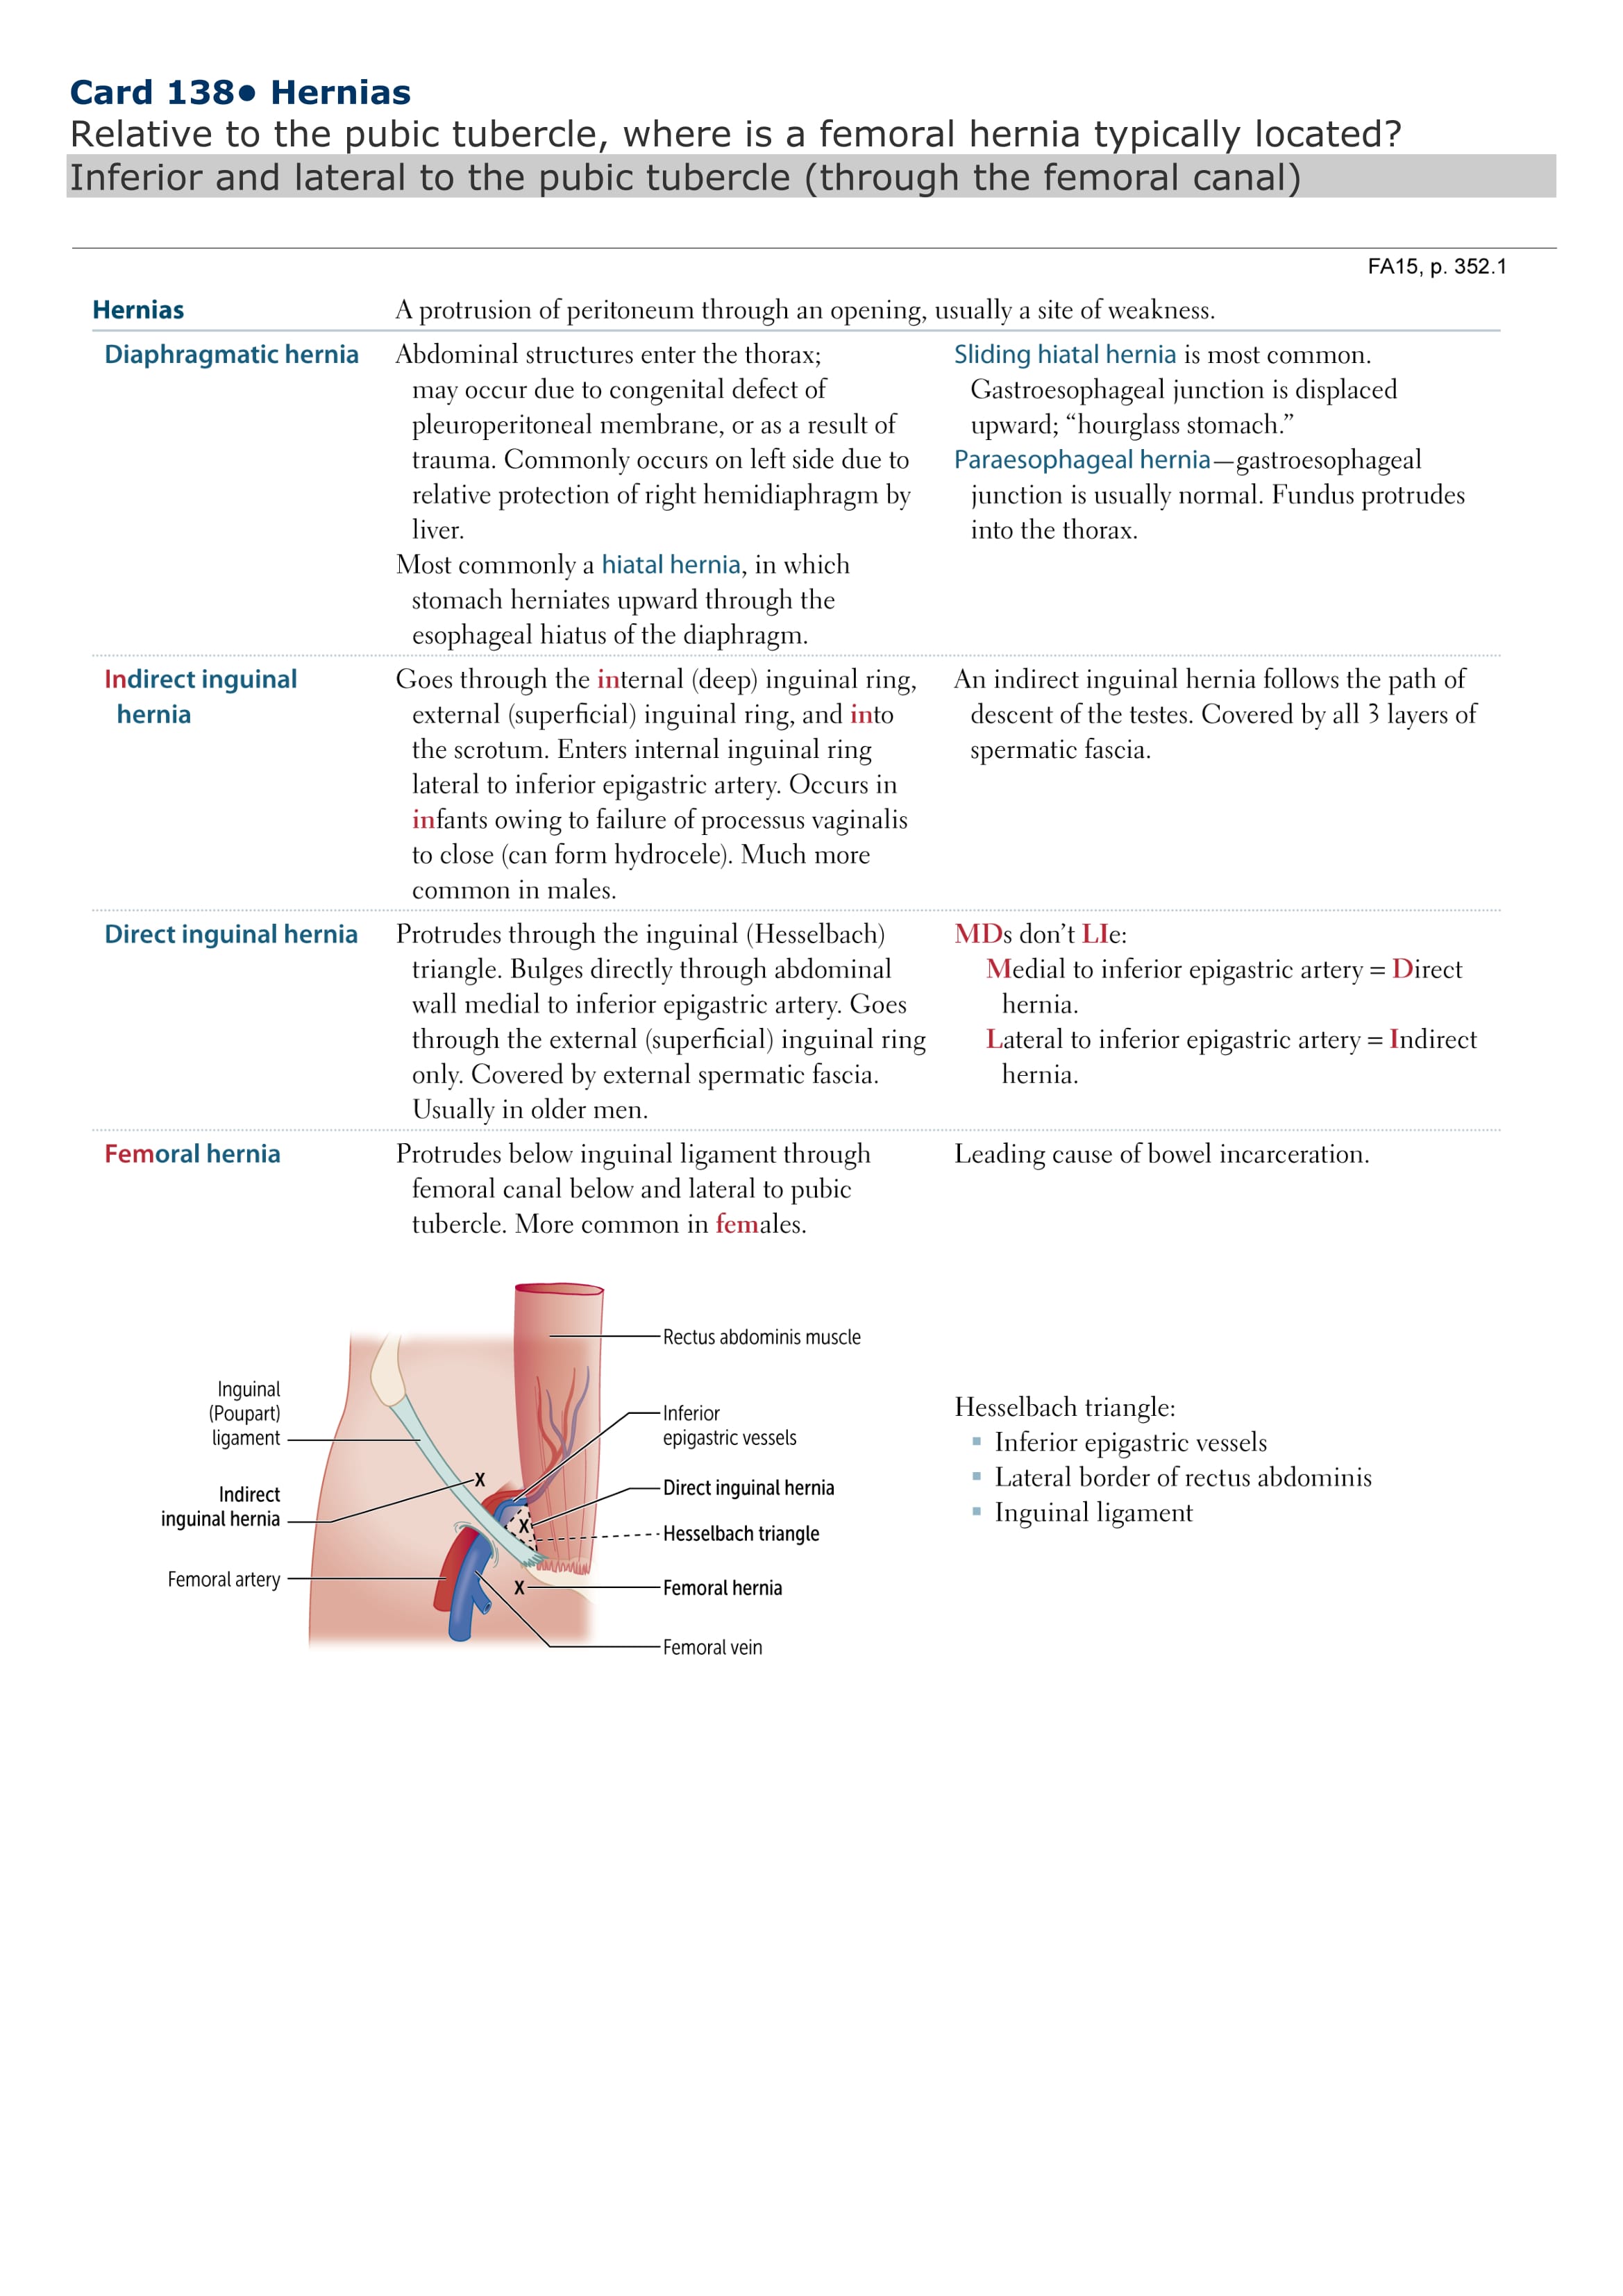 Card 138• Hernias
Relative to the pubic tubercle, where is a femoral hernia typically located?
Inferior and lateral to the pubic tubercle (through the femoral canal)
FA15, p. 352.1
Hernias
A protrusion of peritoneum through an opening, usually a site of weakness.
Diaphragmatic hernia
Abdominal structures enter the thorax;
may occur due to congenital defect of
pleuroperitoneal membrane, or as a result of
trauma. Commonly occurs on left side due to
relative protection of right hemidiaphragm by
liver.
Most commonly a hiatal hernia, in which
stomach herniates upward through the
esophageal hiatus of the diaphragm.
Sliding hiatal hernia is most common.
Gastroesophageal junction is displaced
upward; “hourglass stomach.”
Paraesophageal hernia—gastroesophageal
junction is usually normal. Fundus protrudes
into the thorax.
Indirect inguinal
hernia
Goes through the internal (deep) inguinal ring,
external (superficial) inguinal ring, and into
the scrotum. Enters internal inguinal ring
lateral to inferior epigastric artery. Occurs in
infants owing to failure of processus vaginalis
to close (can form hydrocele). Much more
common in males.
An indirect inguinal hernia follows the path of
descent of the testes. Covered by all 3 layers of
spermatic fascia.
Direct inguinal hernia
Protrudes through the inguinal (Hesselbach)
triangle. Bulges directly through abdominal
wall medial to inferior epigastric artery. Goes
through the external (superficial) inguinal ring
only. Covered by external spermatic fascia.
Usually in older men.
MDs don’t LIe:
Medial to inferior epigastric artery = Direct
hernia.
Lateral to inferior epigastric artery = Indirect
hernia.
Femoral hernia
Protrudes below inguinal ligament through
femoral canal below and lateral to pubic
tubercle. More common in females.
Leading cause of bowel incarceration.
Rectus abdominis muscle
Inguinal
(Poupart)
ligament
Inferior
epigastric vessels
X
Direct inguinal hernia
Indirect
inguinal hernia
X
Hesselbach triangle
Femoral artery
X
Femoral hernia
Femoral vein
Hesselbach triangle:
▪ Inferior epigastric vessels
▪ Lateral border of rectus abdominis
▪ Inguinal ligament